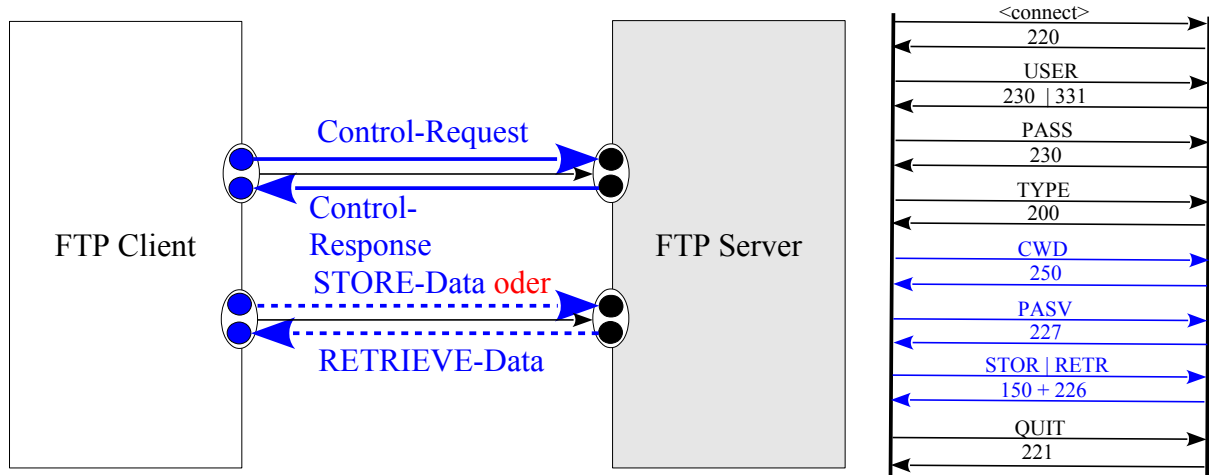 Control-Request
Control-
Response
FTP Client
FTP Server
STORE-Data oder
RETRIEVE-Data
<connect>
220
USER
230 | 331
PASS
230
TYPE
200
CWD
250
PASV
227
STOR | RETR
150 + 226
QUIT
221